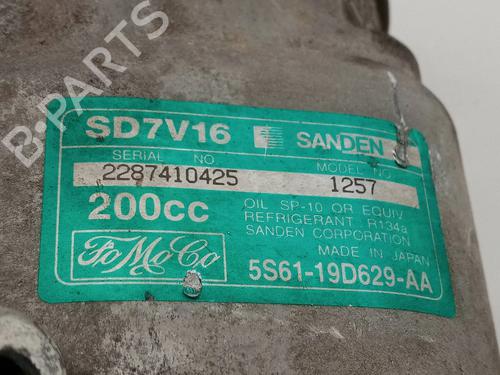 B-PARTS
SD7V16 SANDEN
SERIAL NO MODEL NO
2287410425 1257
200cc OIL SP-10 OR EQUIV
REFRIGERANT R134a
SANDEN CORPORATION
MADE IN JAPAN
FoMoCo 5S61-19D629-AA